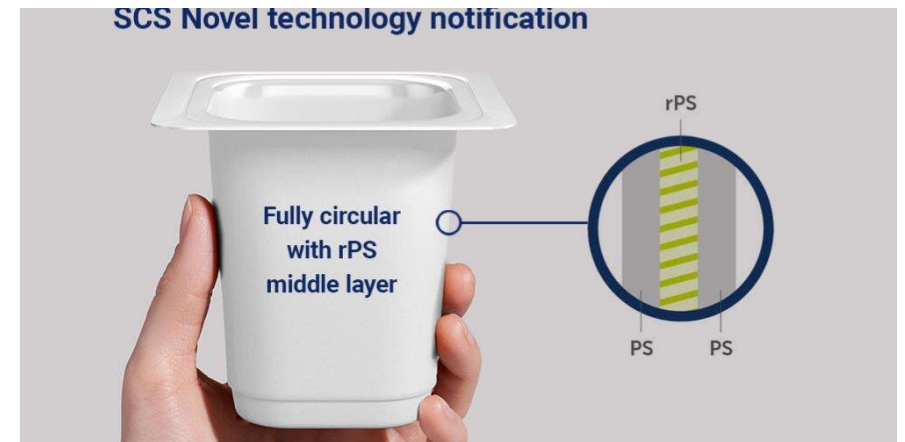 SCS Novel technology notification
rPS
Fully circular
with rPS
middle layer
PS PS